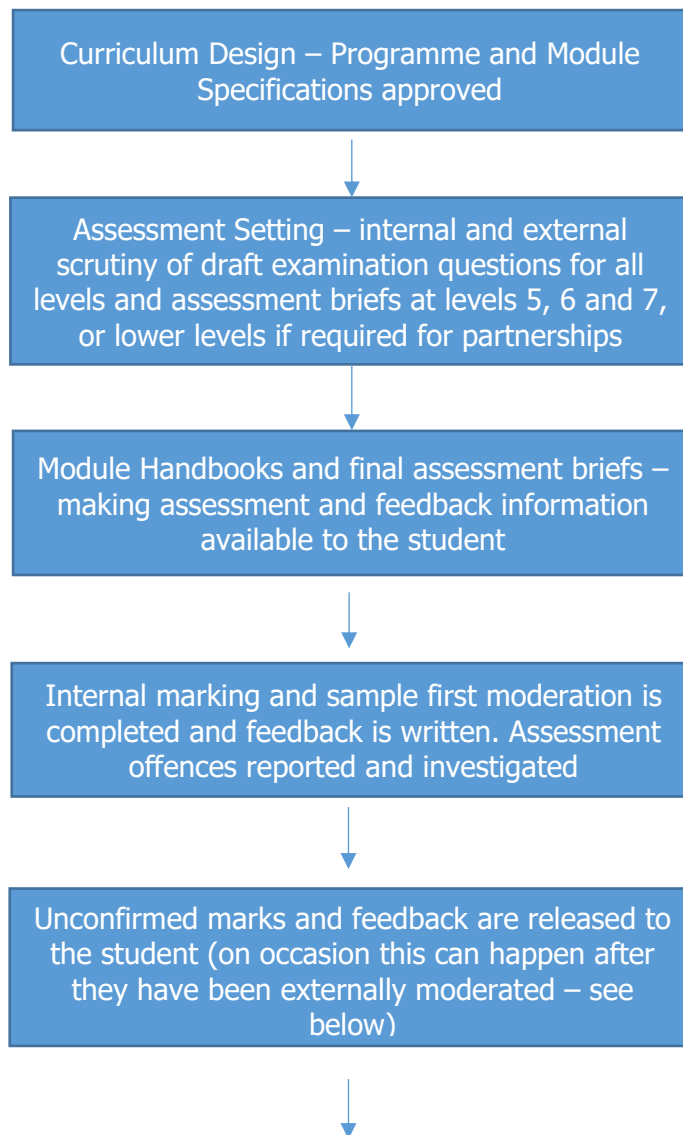 Curriculum Design – Programme and Module
Specifications approved
Assessment Setting – internal and external
scrutiny of draft examination questions for all
levels and assessment briefs at levels 5, 6 and 7,
or lower levels if required for partnerships
Module Handbooks and final assessment briefs –
making assessment and feedback information
available to the student
Internal marking and sample first moderation is
completed and feedback is written. Assessment
offences reported and investigated
Unconfirmed marks and feedback are released to
the student (on occasion this can happen after
they have been externally moderated – see
below)